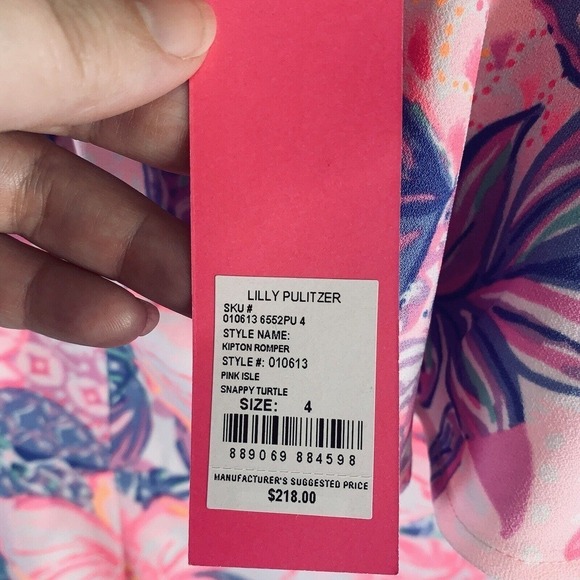 LILLY PULITZER
SKU #
010613 6552PU 4
STYLE NAME:
KIPTON ROMPER
STYLE #: 010613
PINK ISLE
SNAPPY TURTLE
SIZE: 4
889069 884598
MANUFACTURER'S SUGGESTED PRICE
$218.00